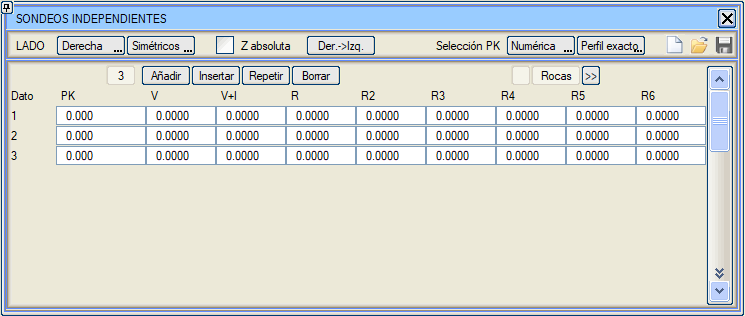 SONDEOS INDEPENDIENTES
LADO Derecha ... Simétricos ... Z absoluta Der.->Izq. Selección PK Numérica ... Perfil exacto...
3 Añadir Insertar Repetir Borrar Rocas >>
Dato PK V V+I R R2 R3 R4 R5 R6
1 0.000 0.0000 0.0000 0.0000 0.0000 0.0000 0.0000 0.0000 0.0000
2 0.000 0.0000 0.0000 0.0000 0.0000 0.0000 0.0000 0.0000 0.0000
3 0.000 0.0000 0.0000 0.0000 0.0000 0.0000 0.0000 0.0000 0.0000